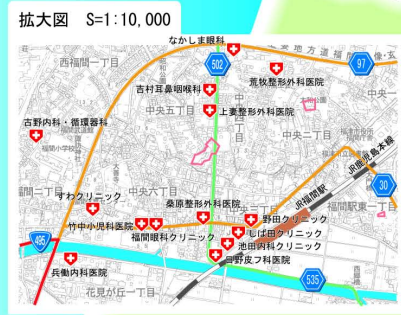 拡大図 S=1:10,000
なかしま眼科
502
97
西福間一丁目
荒牧整形外科医院
吉村耳鼻咽喉科
中央五丁目
上妻整形外科医院
中央二丁目
古野内科・循環器科
福間小学校
JR鹿児島本線
中央六丁目
JR福間駅
30
すわクリニック
桑原整形外科医院
福間駅東一丁目
竹中小児科医院
野田クリニック
福間眼科クリニック
しば田クリニック
495
池田内科クリニック
兵働内科医院
日野皮フ科医院
花見が丘一丁目
535